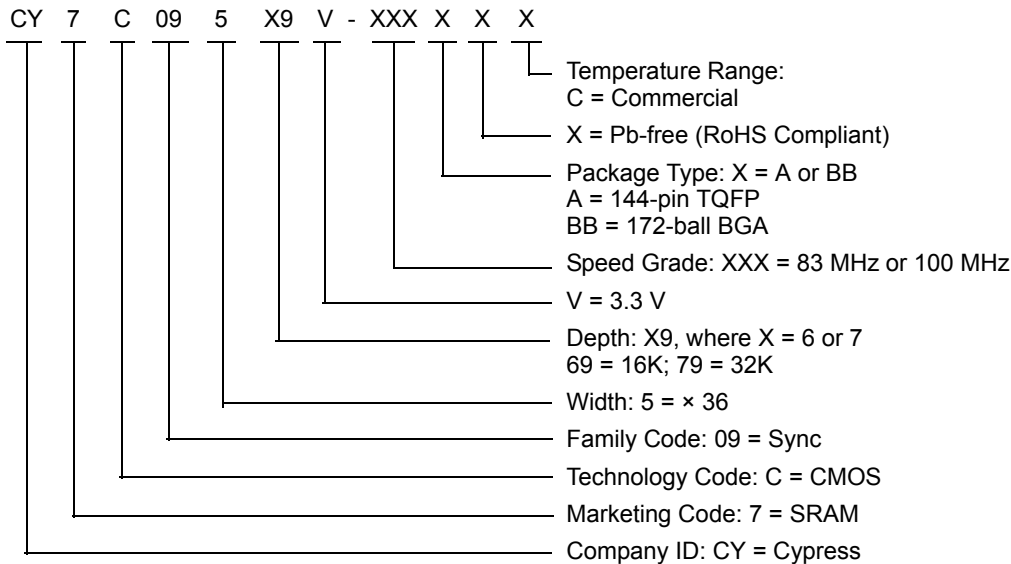 CY 7 C 09 5 X9 V - XXX X X X
Temperature Range:
C = Commercial
X = Pb-free (RoHS Compliant)
Package Type: X = A or BB
A = 144-pin TQFP
BB = 172-ball BGA
Speed Grade: XXX = 83 MHz or 100 MHz
V = 3.3 V
Depth: X9, where X = 6 or 7
69 = 16K; 79 = 32K
Width: 5 = × 36
Family Code: 09 = Sync
Technology Code: C = CMOS
Marketing Code: 7 = SRAM
Company ID: CY = Cypress